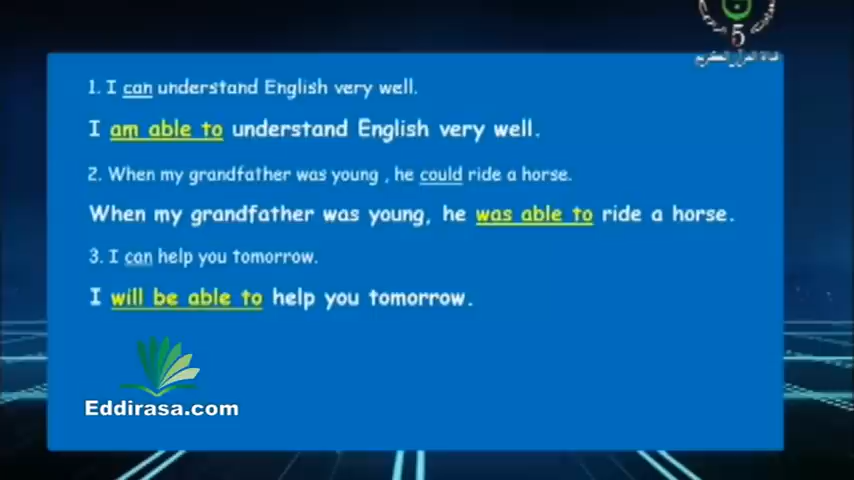 5
1. I can understand English very well.
I am able to understand English very well.
2. When my grandfather was young , he could ride a horse.
When my grandfather was young, he was able to ride a horse.
3. I can help you tomorrow.
I will be able to help you tomorrow.
Eddirasa.com